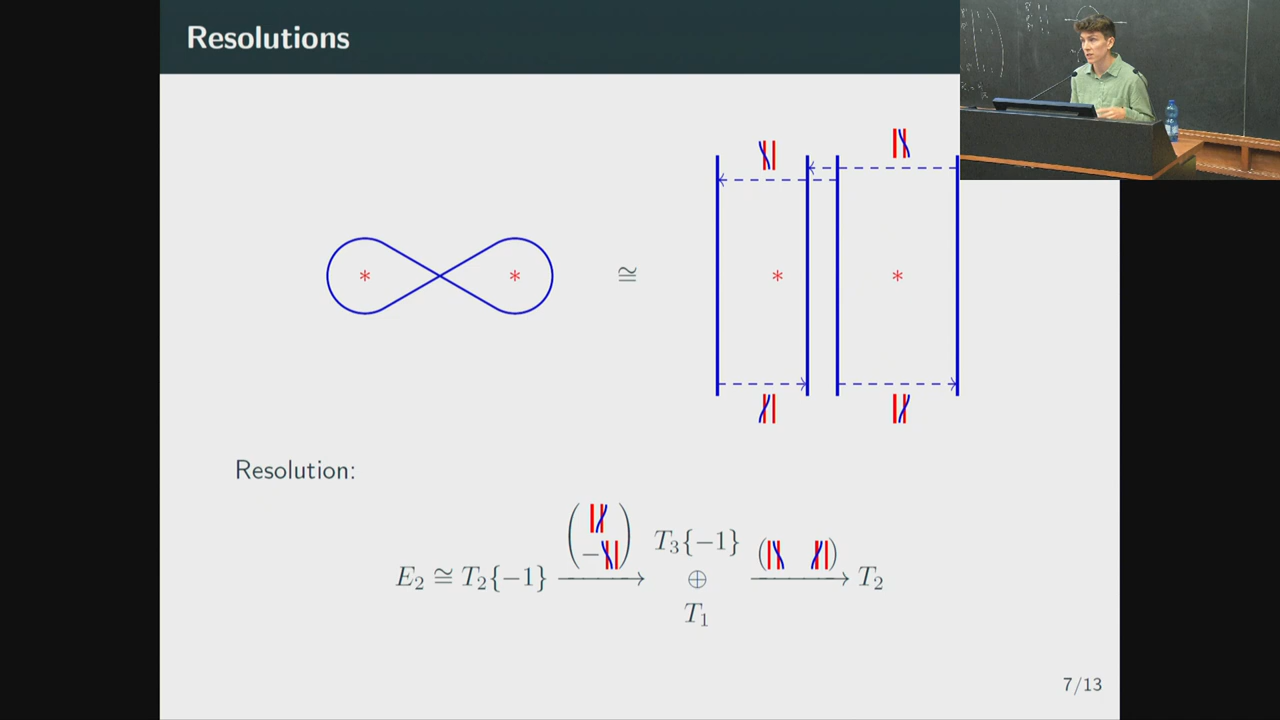 Resolutions
* * ≅ * *
Resolution:
E₂ ≅ T₂{−1} ( − ) → T₃{−1} ⊕ T₁ ( ) → T₂
7/13